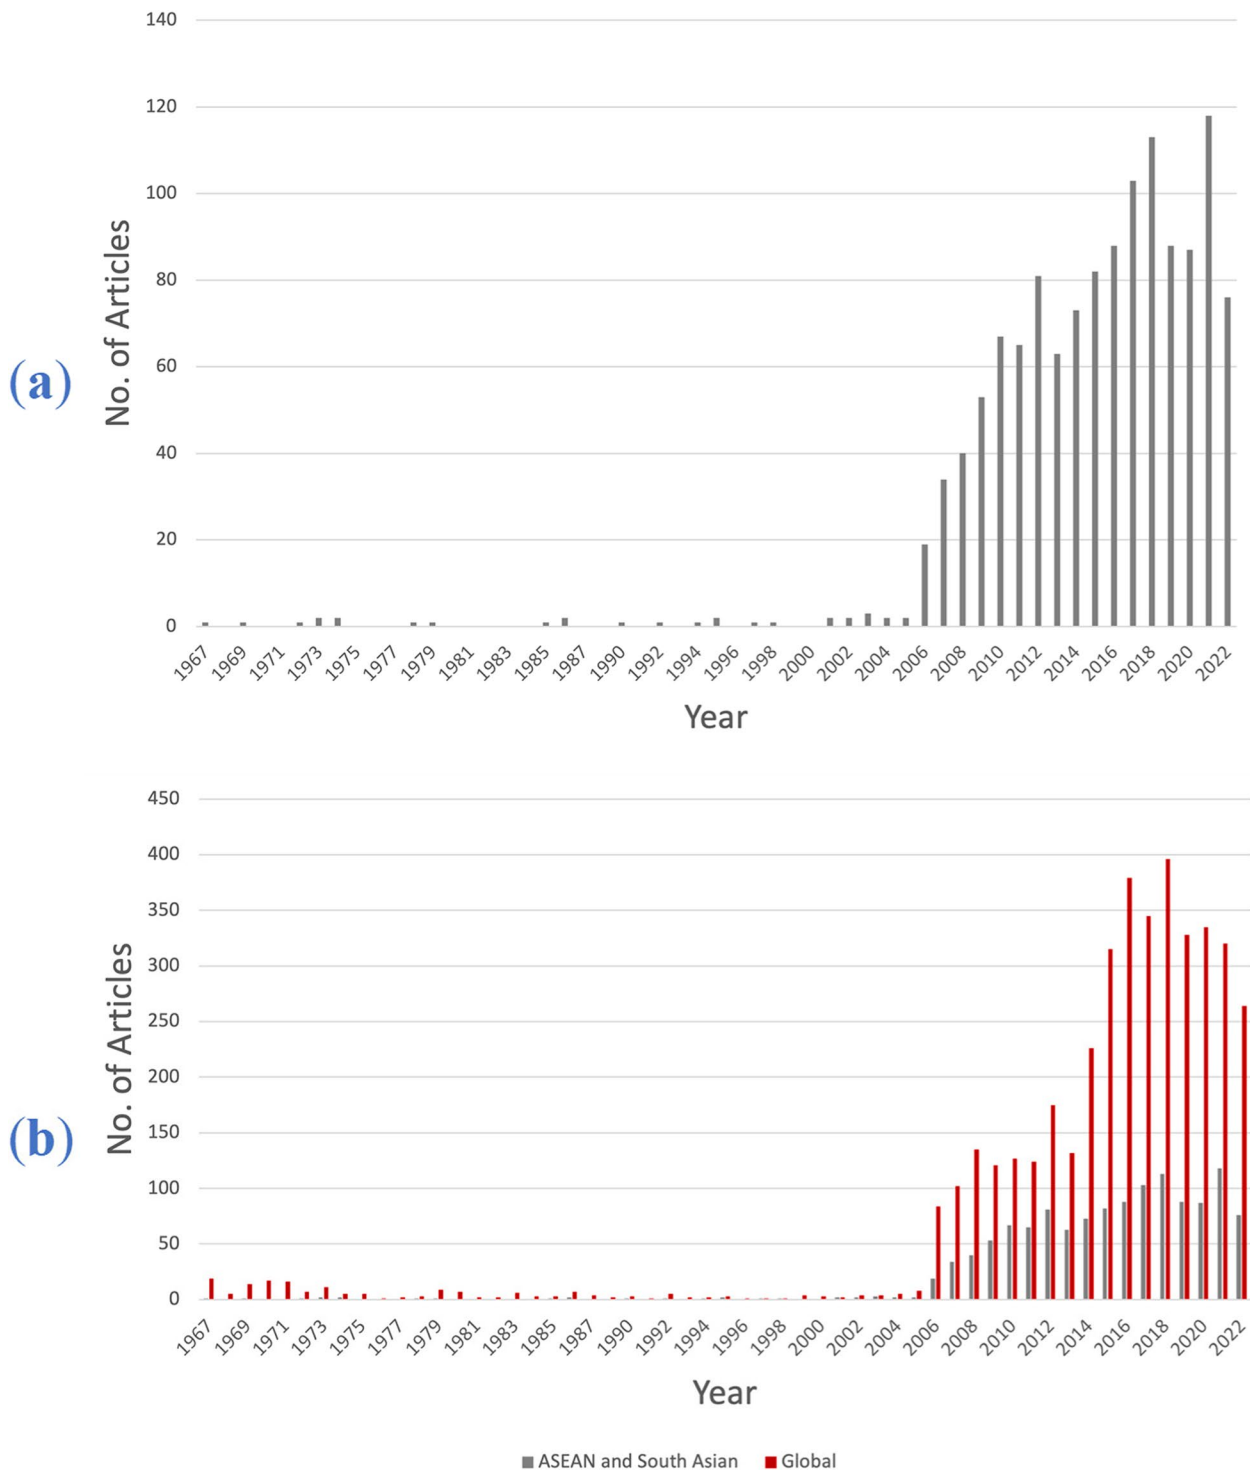 140
120
100
80
60
40
20
0
No. of Articles
(a)
1967 1969 1971 1973 1975 1977 1979 1981 1983 1985 1987 1990 1992 1994 1996 1998 2000 2002 2004 2006 2008 2010 2012 2014 2016 2018 2020 2022
Year
450
400
350
300
250
200
150
100
50
0
No. of Articles
(b)
1967 1969 1971 1973 1975 1977 1979 1981 1983 1985 1987 1990 1992 1994 1996 1998 2000 2002 2004 2006 2008 2010 2012 2014 2016 2018 2020 2022
Year
ASEAN and South Asian Global